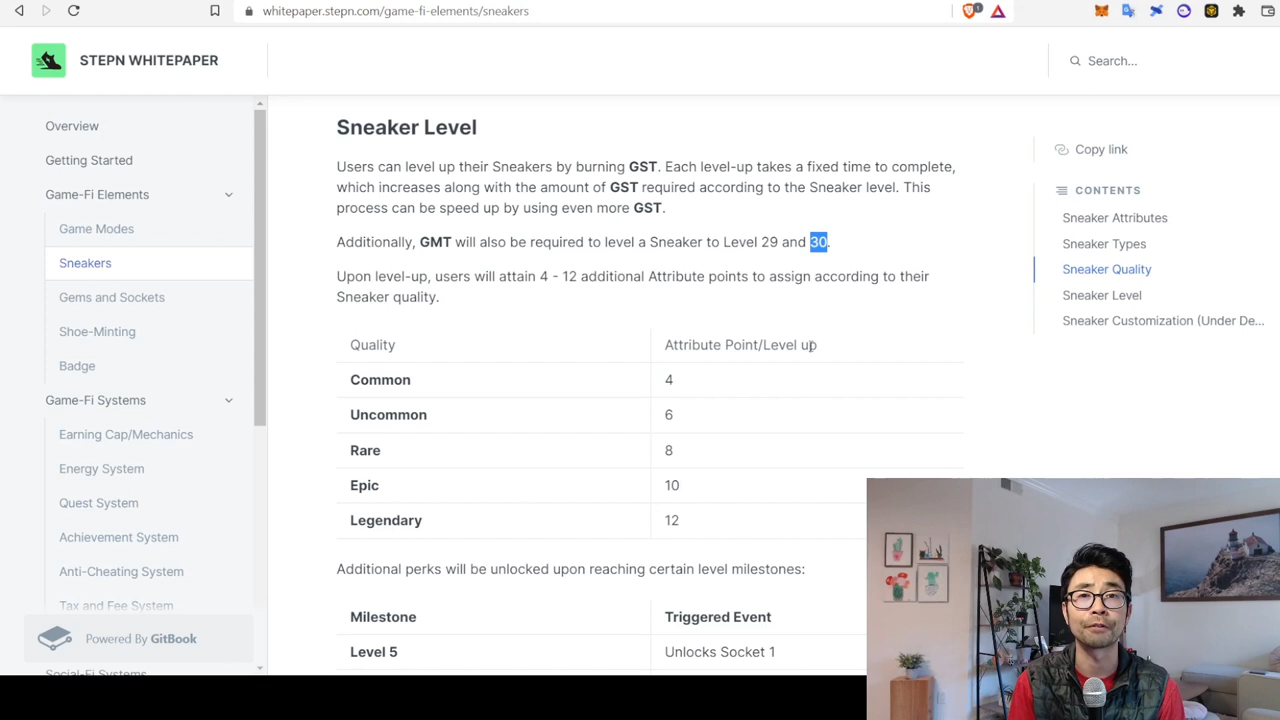 whitepaper.stepn.com/game-fi-elements/sneakers
STEPN WHITEPAPER
Search...
Overview
Getting Started
Game-Fi Elements
Game Modes
Sneakers
Gems and Sockets
Shoe-Minting
Badge
Game-Fi Systems
Earning Cap/Mechanics
Energy System
Quest System
Achievement System
Anti-Cheating System
Tax and Fee System
Powered By GitBook
Social-Fi Systems
Sneaker Level
Users can level up their Sneakers by burning GST. Each level-up takes a fixed time to complete,
which increases along with the amount of GST required according to the Sneaker level. This
process can be speed up by using even more GST.
Additionally, GMT will also be required to level a Sneaker to Level 29 and 30.
Upon level-up, users will attain 4 - 12 additional Attribute points to assign according to their
Sneaker quality.
Quality Attribute Point/Level up
Common 4
Uncommon 6
Rare 8
Epic 10
Legendary 12
Additional perks will be unlocked upon reaching certain level milestones:
Milestone Triggered Event
Level 5 Unlocks Socket 1
Copy link
CONTENTS
Sneaker Attributes
Sneaker Types
Sneaker Quality
Sneaker Level
Sneaker Customization (Under De...